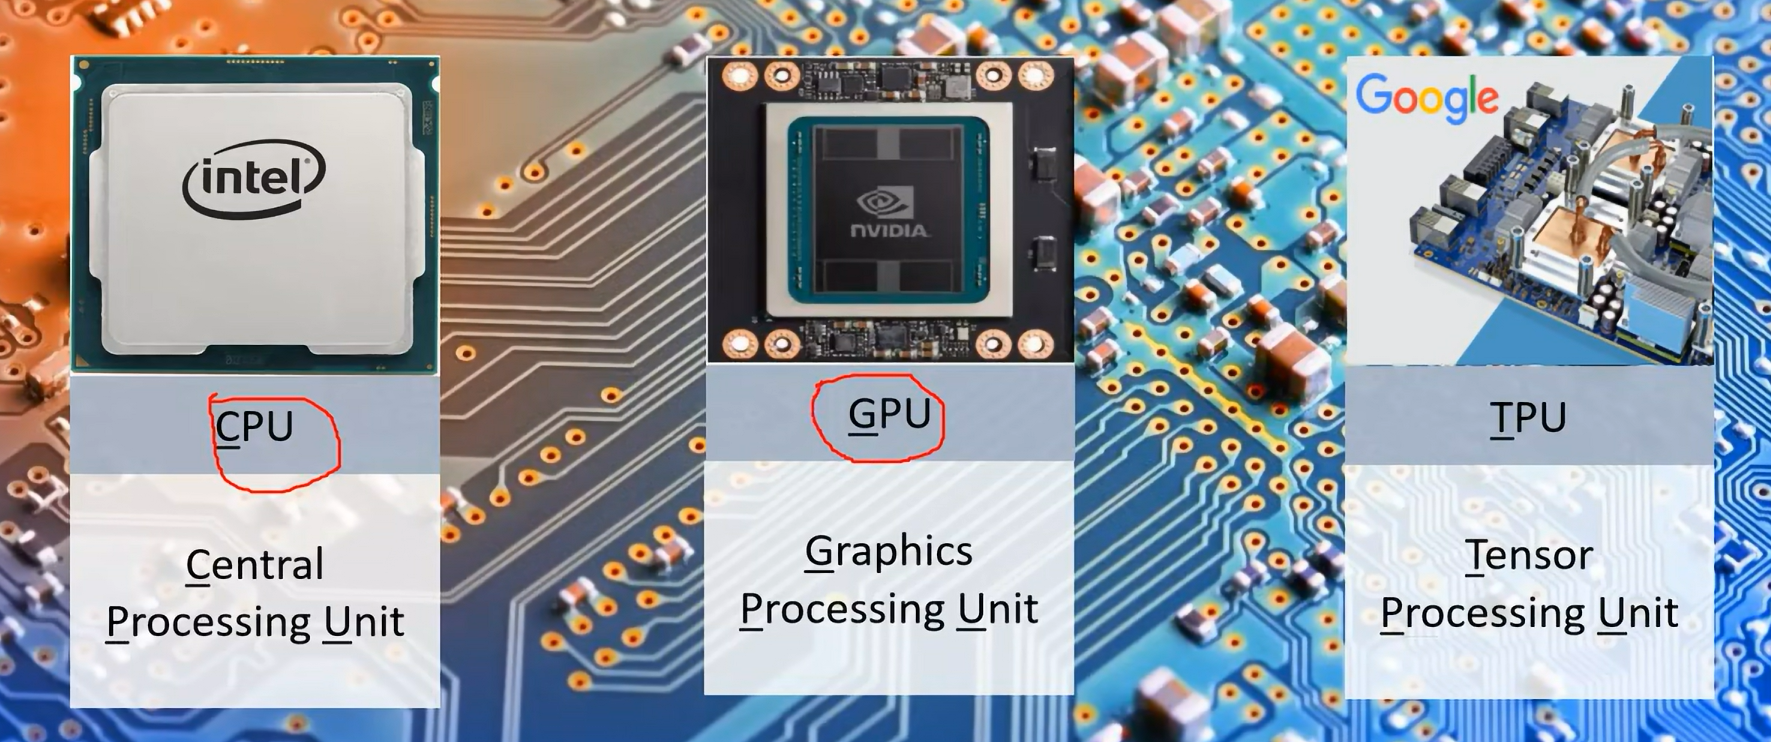 intel
CPU
Central
Processing Unit
NVIDIA
GPU
Graphics
Processing Unit
Google
TPU
Tensor
Processing Unit